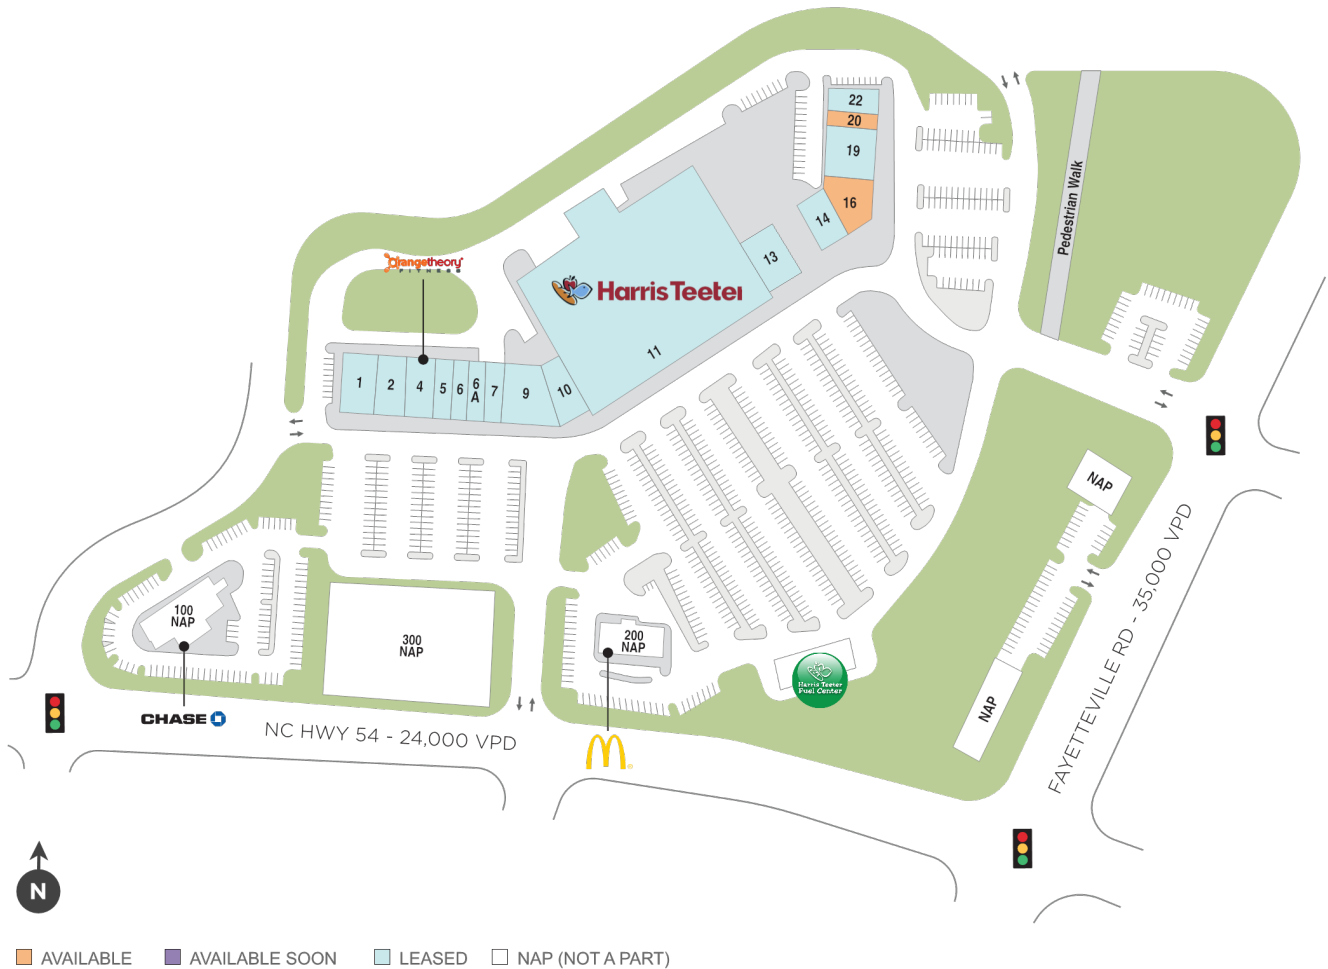 22
20
19
16
14
13
Pedestrian Walk
orangetheory
FITNESS
Harris Teeter
11
1
2
4
5
6
6
A
7
9
10
NAP
100
NAP
300
NAP
200
NAP
Harris Teeter
Fuel Center
NAP
CHASE
NC HWY 54 - 24,000 VPD
FAYETTEVILLE RD - 35,000 VPD
N
AVAILABLE
AVAILABLE SOON
LEASED
NAP (NOT A PART)